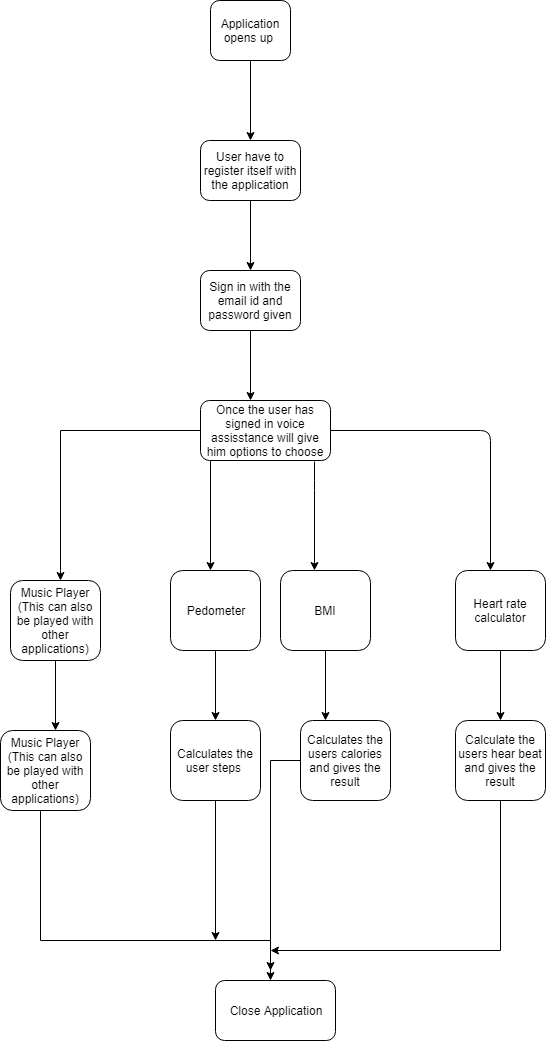 Application
opens up
User have to
register itself with
the application
Sign in with the
email id and
password given
Once the user has
signed in voice
assisstance will give
him options to choose
Music Player
(This can also
be played with
other
applications)
Pedometer
BMI
Heart rate
calculator
Music Player
(This can also
be played with
other
applications)
Calculates the
user steps
Calculates the
users calories
and gives the
result
Calculate the
users hear beat
and gives the
result
Close Application